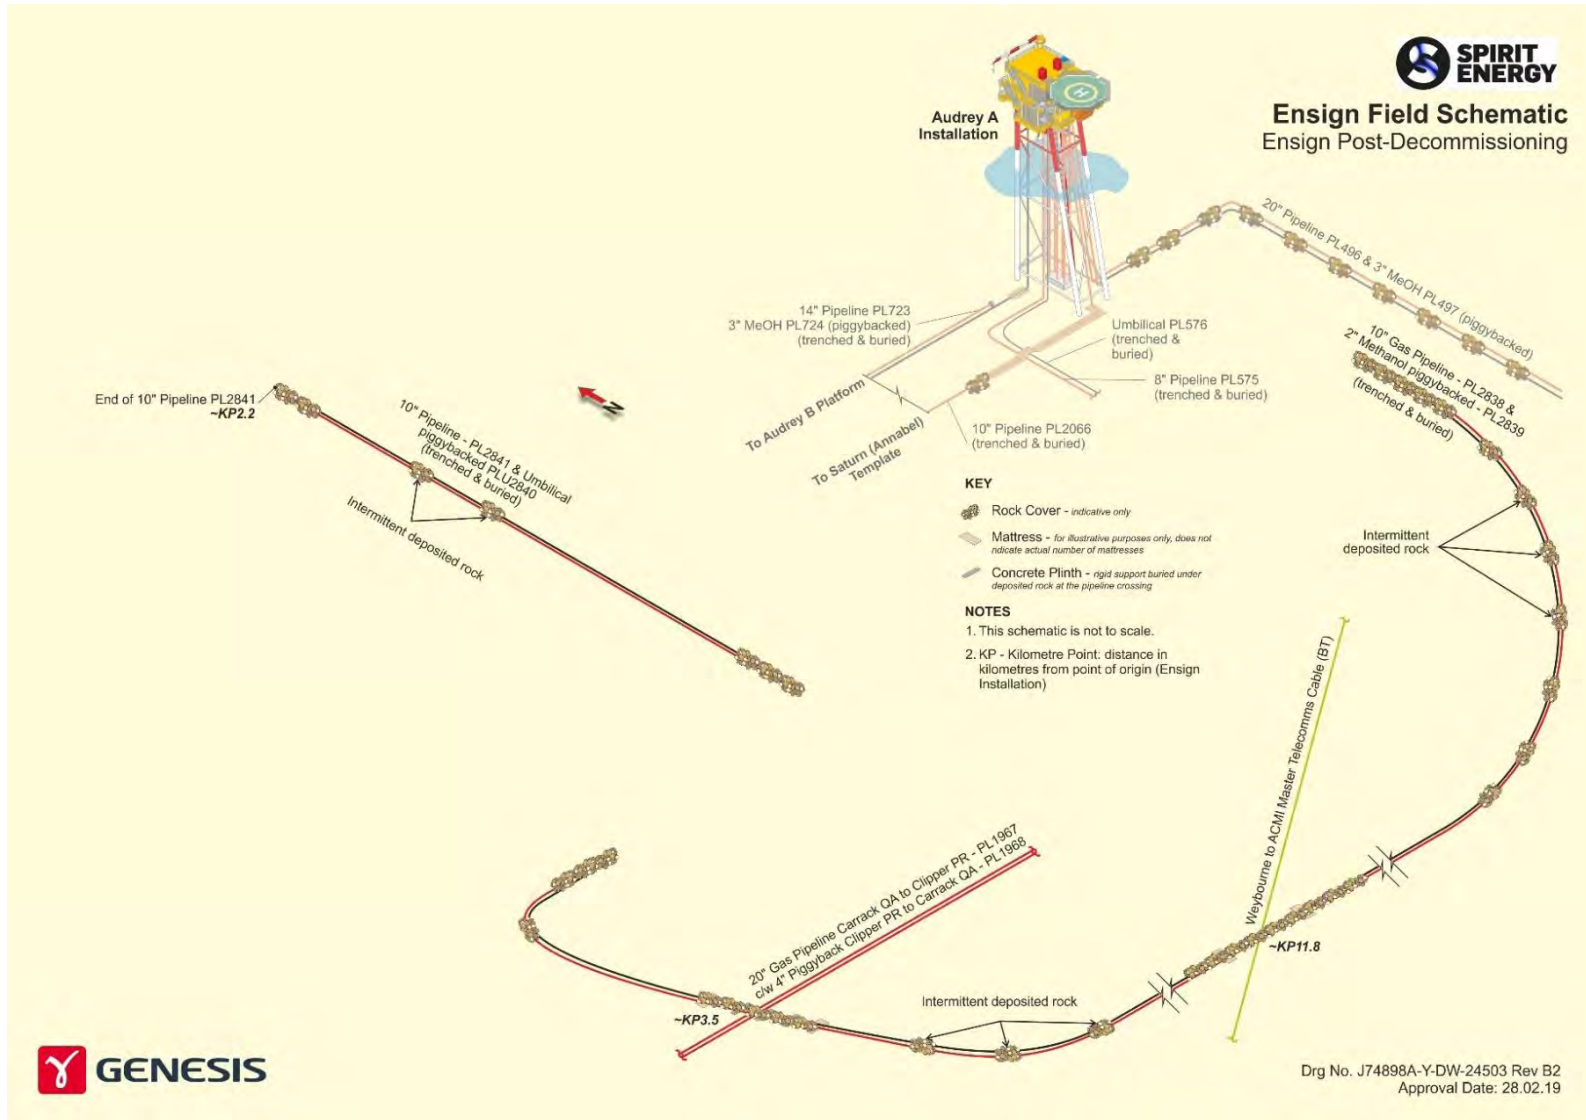 SPIRIT
ENERGY
Ensign Field Schematic
Ensign Post-Decommissioning
Audrey A
Installation
20" Pipeline PL496 & 3" MeOH PL497 (piggybacked)
14" Pipeline PL723
3" MeOH PL724 (piggybacked)
(trenched & buried)
Umbilical PL576
(trenched &
buried)
8" Pipeline PL575
(trenched & buried)
10" Gas Pipeline - PL2838 &
2" Methanol piggybacked - PL2839
(trenched & buried)
To Audrey B Platform
To Saturn (Annabel)
Template
10" Pipeline PL2066
(trenched & buried)
End of 10" Pipeline PL2841
~KP2.2
N
10" Pipeline - PL2841 & Umbilical
piggybacked PLU2840
(trenched & buried)
Intermittent deposited rock
KEY
Rock Cover - indicative only
Mattress - for illustrative purposes only, does not
ndicate actual number of mattresses
Concrete Plinth - rigid support buried under
deposited rock at the pipeline crossing
NOTES
1. This schematic is not to scale.
2. KP - Kilometre Point: distance in
kilometres from point of origin (Ensign
Installation)
Intermittent
deposited rock
Weybourne to ACMI Master Telecomms Cable (BT)
20" Gas Pipeline Carrack QA to Clipper PR - PL1967
c/w 4" Piggyback Clipper PR to Carrack QA - PL1968
~KP11.8
~KP3.5
Intermittent deposited rock
GENESIS
Drg No. J74898A-Y-DW-24503 Rev B2
Approval Date: 28.02.19
H